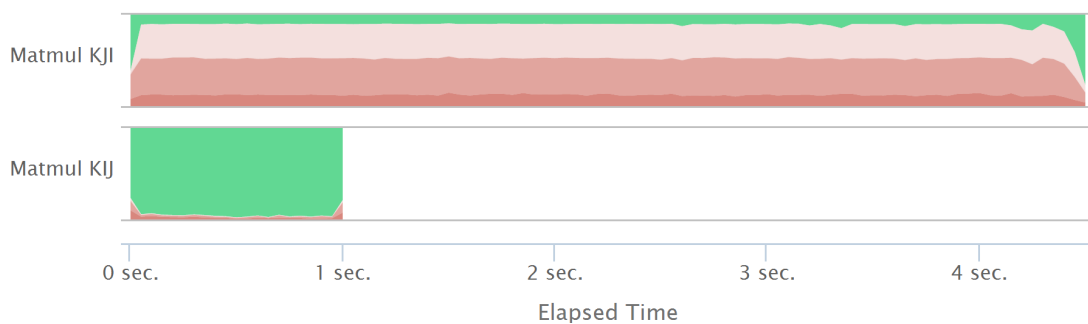 Matmul KJI
Matmul KIJ
0 sec.
1 sec.
2 sec.
3 sec.
4 sec.
Elapsed Time